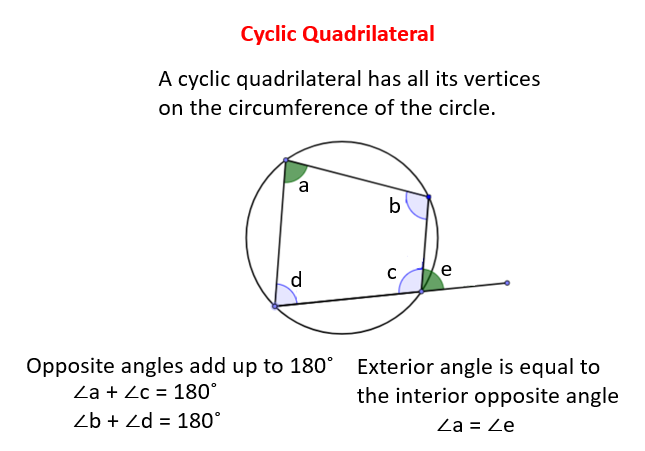 Cyclic Quadrilateral
A cyclic quadrilateral has all its vertices
on the circumference of the circle.
a
b
c
e
d
Opposite angles add up to 180˚
∠a + ∠c = 180˚
∠b + ∠d = 180˚
Exterior angle is equal to
the interior opposite angle
∠a = ∠e